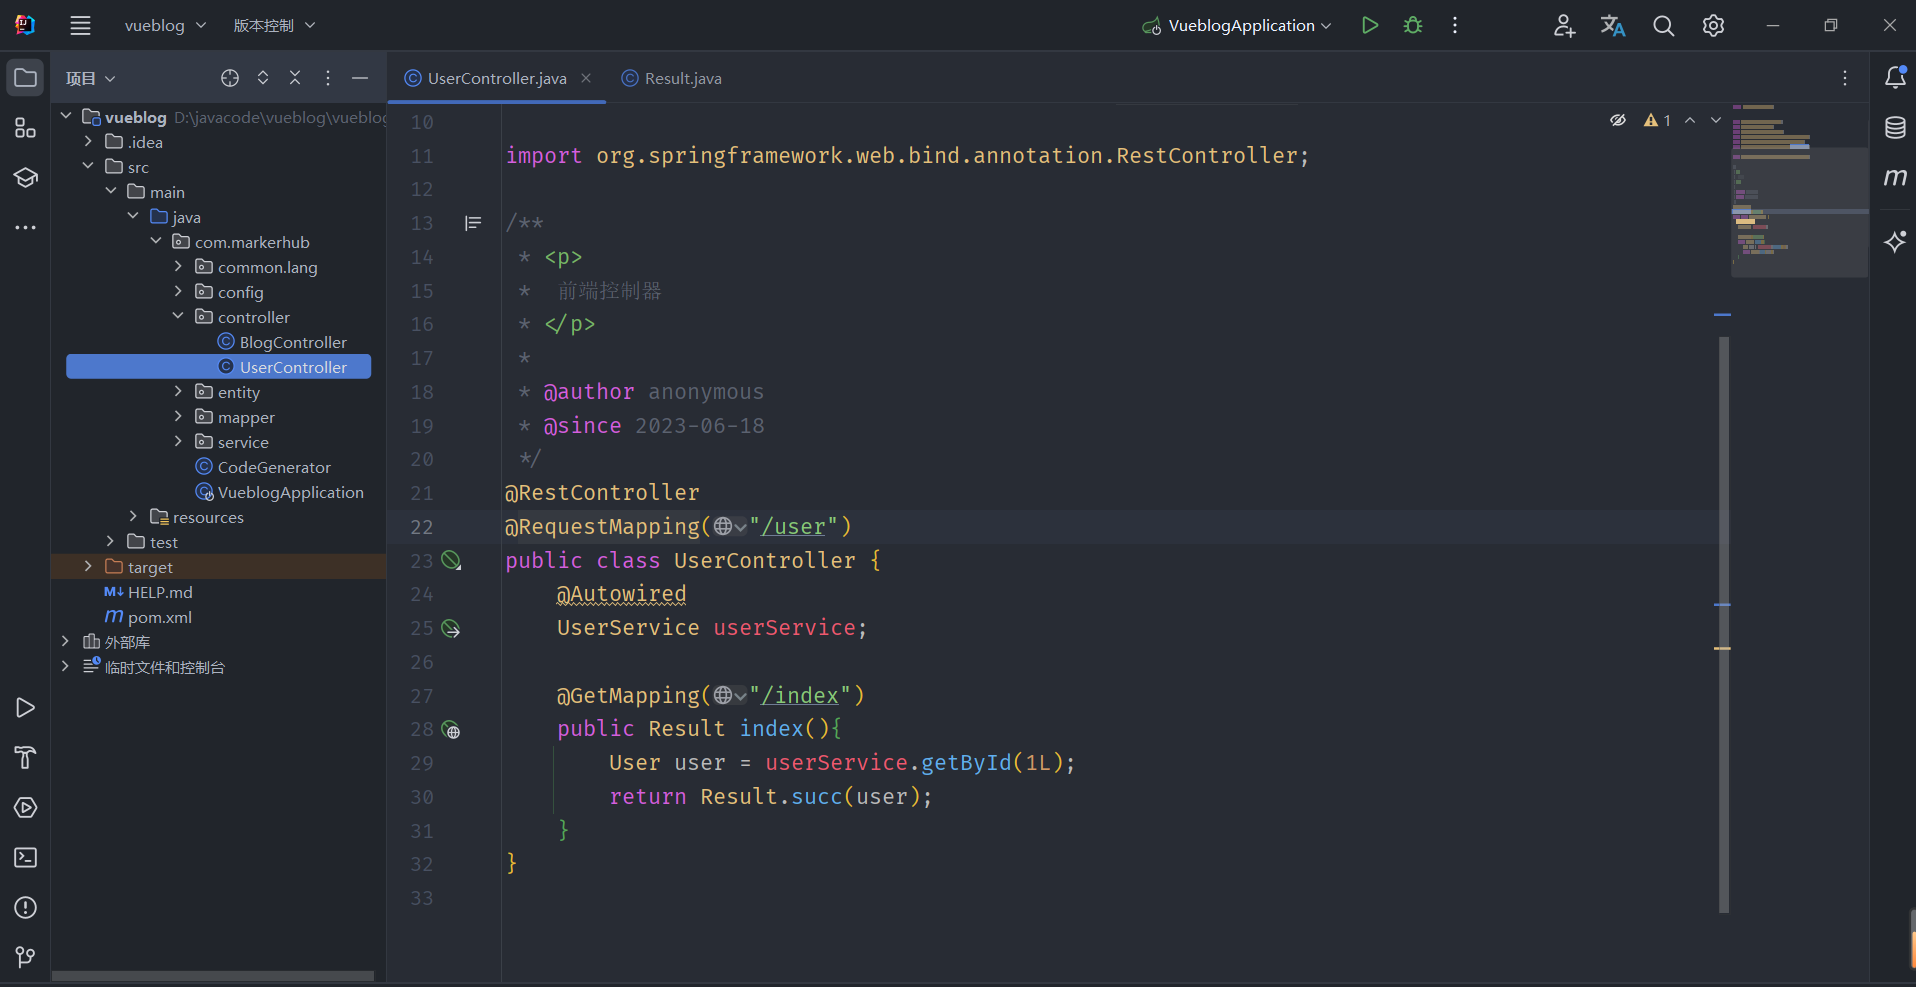 vueblog 版本控制 VueblogApplication
项目
UserController.java Result.java
vueblog D:\javacode\vueblog\vueblog
.idea
src
main
java
com.markerhub
common.lang
config
controller
BlogController
UserController
entity
mapper
service
CodeGenerator
VueblogApplication
resources
test
target
HELP.md
pom.xml
外部库
临时文件和控制台
1
10
11 import org.springframework.web.bind.annotation.RestController;
12
13 /**
14 * <p>
15 * 前端控制器
16 * </p>
17 *
18 * @author anonymous
19 * @since 2023-06-18
20 */
21 @RestController
22 @RequestMapping("/user")
23 public class UserController {
24 @Autowired
25 UserService userService;
26
27 @GetMapping("/index")
28 public Result index(){
29 User user = userService.getById(1L);
30 return Result.succ(user);
31 }
32 }
33